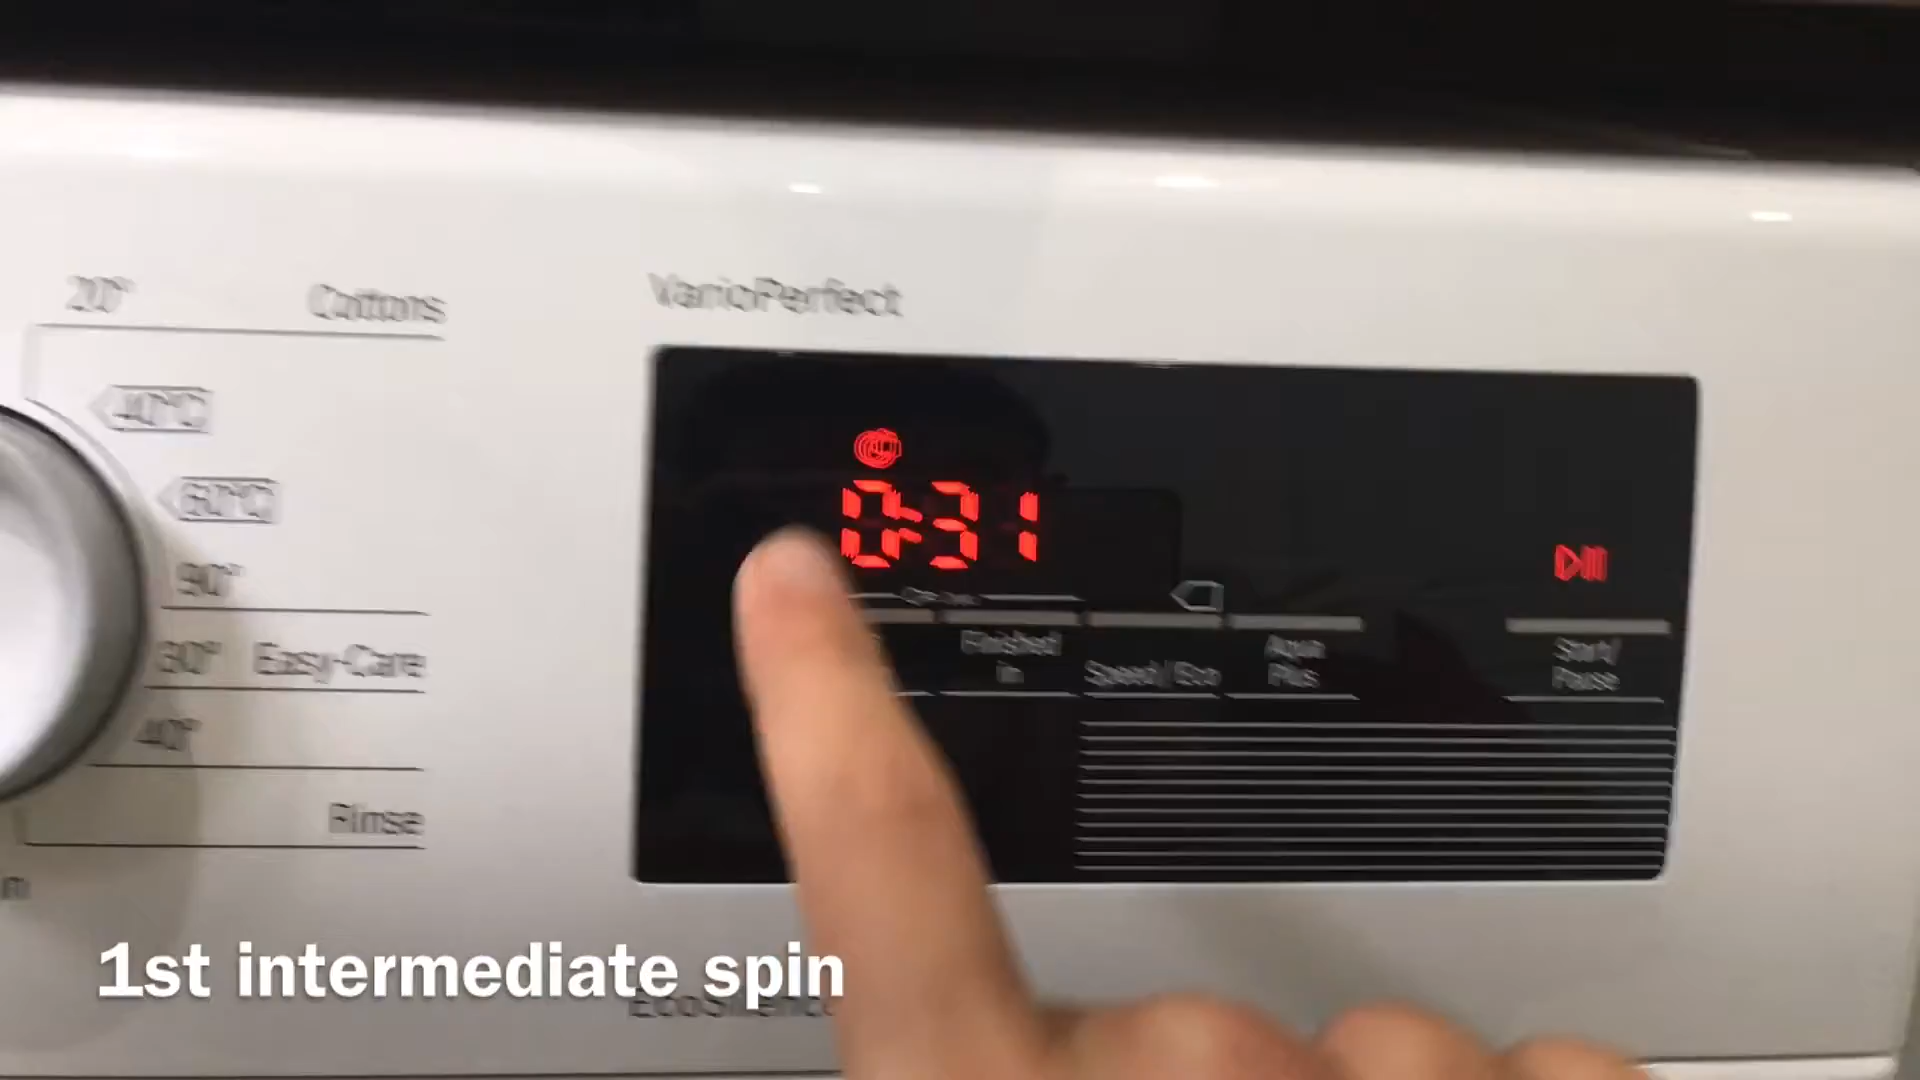 20° Cottons
VarioPerfect
40°C
60°C
90°
30° Easy-Care
40°
Rinse
0:31
Finished
in
Speed/Eco
Aqua
Plus
Start/
Pause
1st intermediate spin